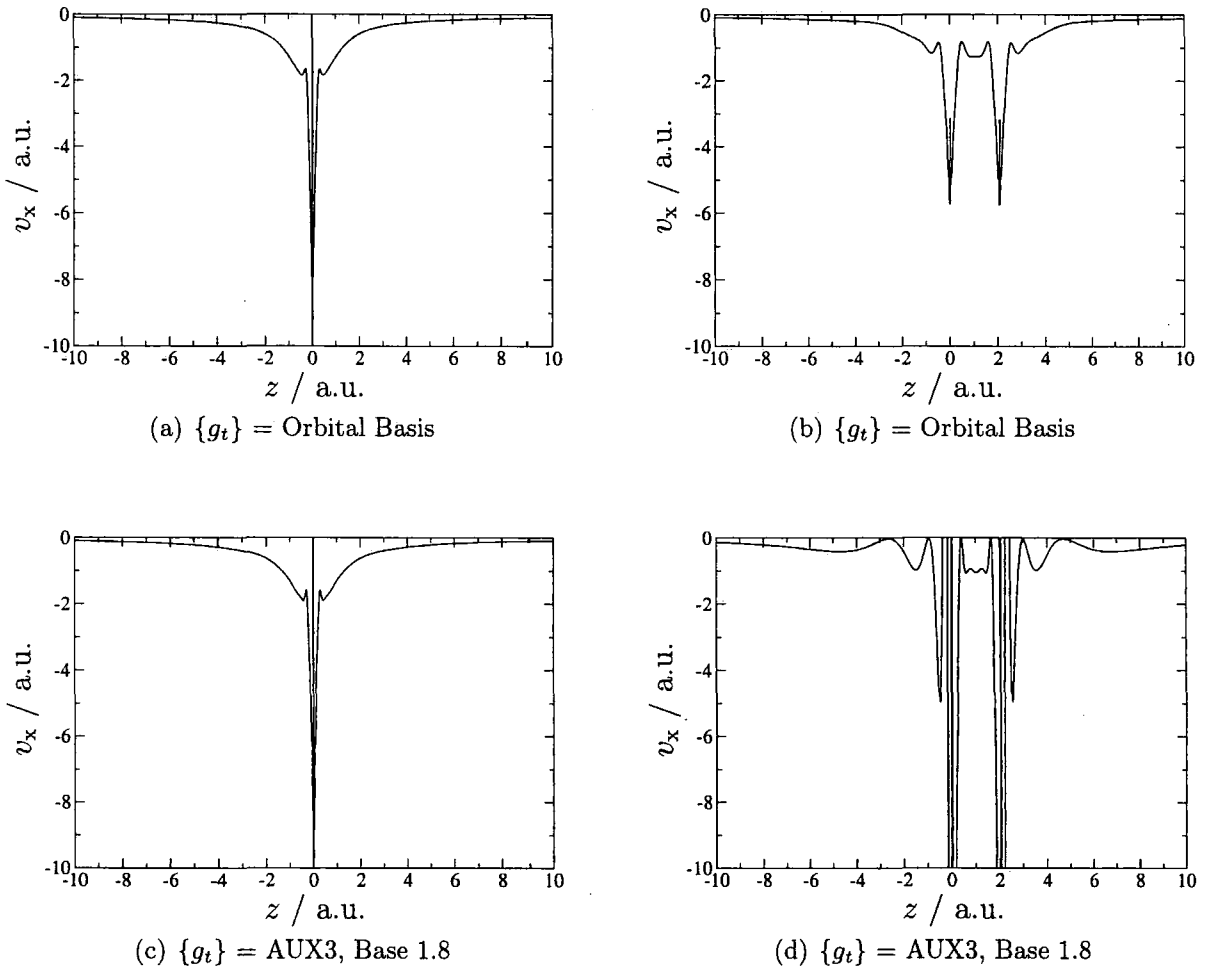 0
-2
-4
-6
-8
-10
-10 -8 -6 -4 -2 0 2 4 6 8 10
v_x / a.u.
z / a.u.
(a) {g_t} = Orbital Basis
0
-2
-4
-6
-8
-10
-10 -8 -6 -4 -2 0 2 4 6 8 10
v_x / a.u.
z / a.u.
(b) {g_t} = Orbital Basis
0
-2
-4
-6
-8
-10
-10 -8 -6 -4 -2 0 2 4 6 8 10
v_x / a.u.
z / a.u.
(c) {g_t} = AUX3, Base 1.8
0
-2
-4
-6
-8
-10
-10 -8 -6 -4 -2 0 2 4 6 8 10
v_x / a.u.
z / a.u.
(d) {g_t} = AUX3, Base 1.8